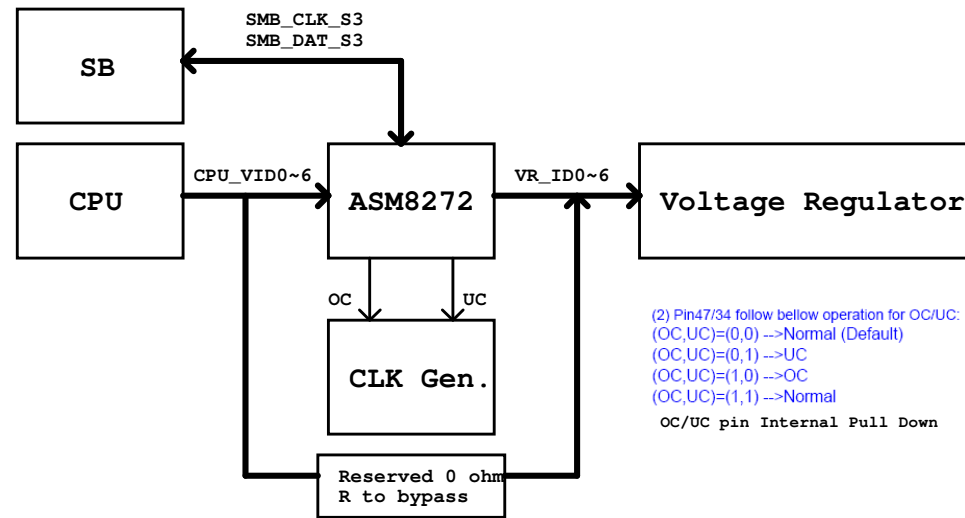 SMB_CLK_S3
SMB_DAT_S3
SB
CPU
CPU_VID0~6
ASM8272
VR_ID0~6
Voltage Regulator
OC
UC
CLK Gen.
(2) Pin47/34 follow bellow operation for OC/UC:
(OC,UC)=(0,0) -->Normal (Default)
(OC,UC)=(0,1) -->UC
(OC,UC)=(1,0) -->OC
(OC,UC)=(1,1) -->Normal
OC/UC pin Internal Pull Down
Reserved 0 ohm
R to bypass